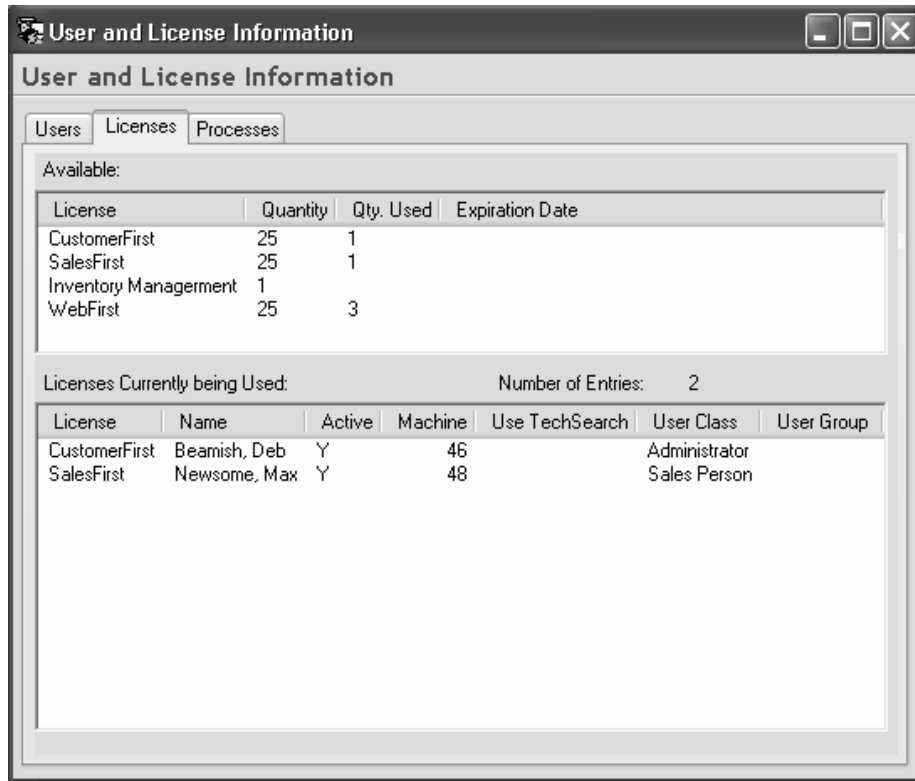 User and License Information
User and License Information
Users Licenses Processes
Available:
License Quantity Qty. Used Expiration Date
CustomerFirst 25 1
SalesFirst 25 1
Inventory Managerment 1
WebFirst 25 3
Licenses Currently being Used: Number of Entries: 2
License Name Active Machine Use TechSearch User Class User Group
CustomerFirst Beamish, Deb Y 46 Administrator
SalesFirst Newsome, Max Y 48 Sales Person